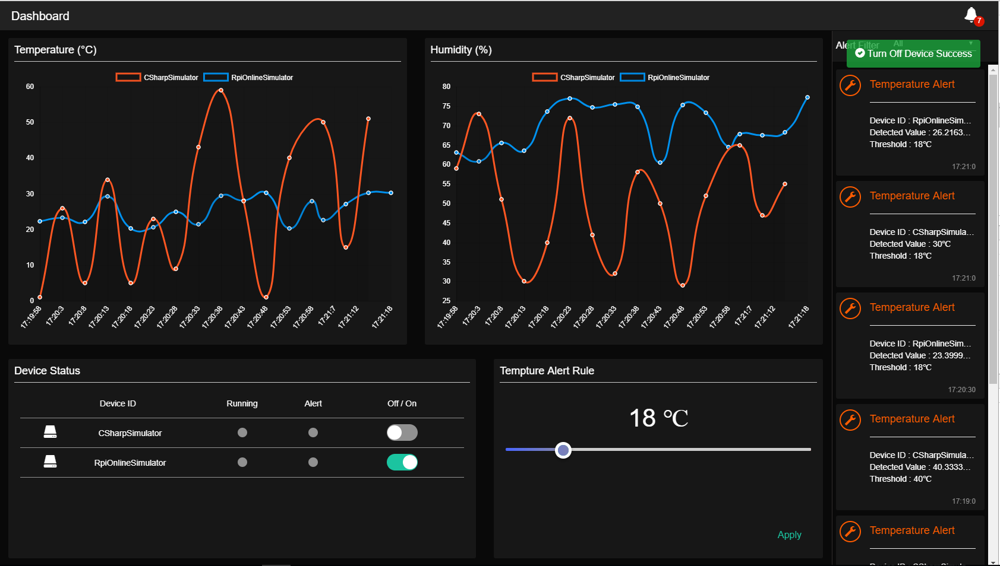 Dashboard
7
Temperature (°C)
CSharpSimulator
RpiOnlineSimulator
60
50
40
30
20
10
0
17:19:58
17:20:3
17:20:8
17:20:13
17:20:18
17:20:23
17:20:28
17:20:33
17:20:38
17:20:43
17:20:48
17:20:53
17:20:58
17:21:7
17:21:12
17:21:18
Humidity (%)
CSharpSimulator
RpiOnlineSimulator
80
75
70
65
60
55
50
45
40
35
30
25
17:19:58
17:20:3
17:20:8
17:20:13
17:20:18
17:20:23
17:20:28
17:20:33
17:20:38
17:20:43
17:20:48
17:20:53
17:20:58
17:21:7
17:21:12
17:21:18
Device Status
Device ID Running Alert Off / On
CSharpSimulator
RpiOnlineSimulator
Tempture Alert Rule
18 ℃
Apply
Alert Filter All
Turn Off Device Success
Temperature Alert
Device ID : RpiOnlineSim...
Detected Value : 26.2163...
Threshold : 18℃
17:21:0
Temperature Alert
Device ID : CSharpSimula...
Detected Value : 30℃
Threshold : 18℃
17:21:0
Temperature Alert
Device ID : RpiOnlineSim...
Detected Value : 23.3999...
Threshold : 18℃
17:20:30
Temperature Alert
Device ID : CSharpSimula...
Detected Value : 40.3333...
Threshold : 40℃
17:19:0
Temperature Alert